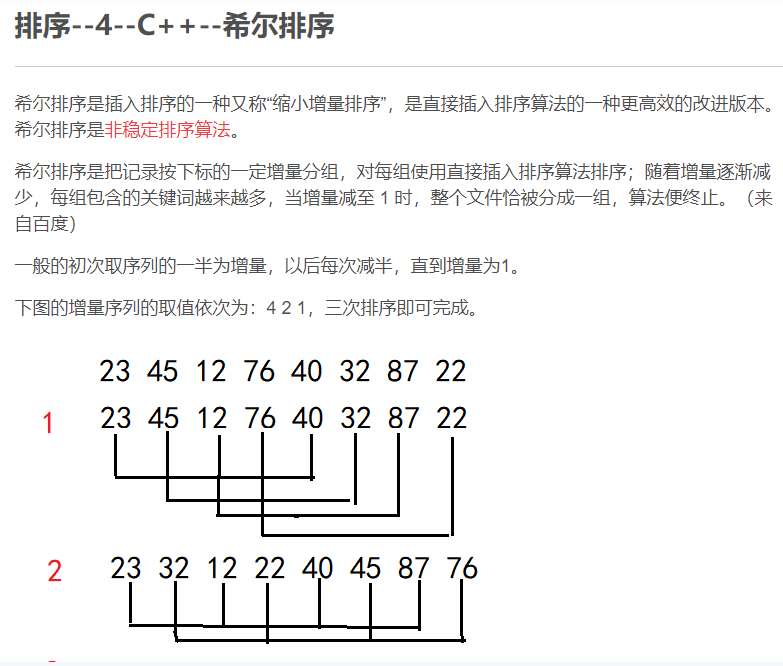 排序--4--C++--希尔排序
希尔排序是插入排序的一种又称“缩小增量排序”，是直接插入排序算法的一种更高效的改进版本。
希尔排序是非稳定排序算法。
希尔排序是把记录按下标的一定增量分组，对每组使用直接插入排序算法排序；随着增量逐渐减
少，每组包含的关键词越来越多，当增量减至 1 时，整个文件恰被分成一组，算法便终止。（来
自百度）
一般的初次取序列的一半为增量，以后每次减半，直到增量为1。
下图的增量序列的取值依次为：4 2 1，三次排序即可完成。
23 45 12 76 40 32 87 22
1 23 45 12 76 40 32 87 22
2 23 32 12 22 40 45 87 76